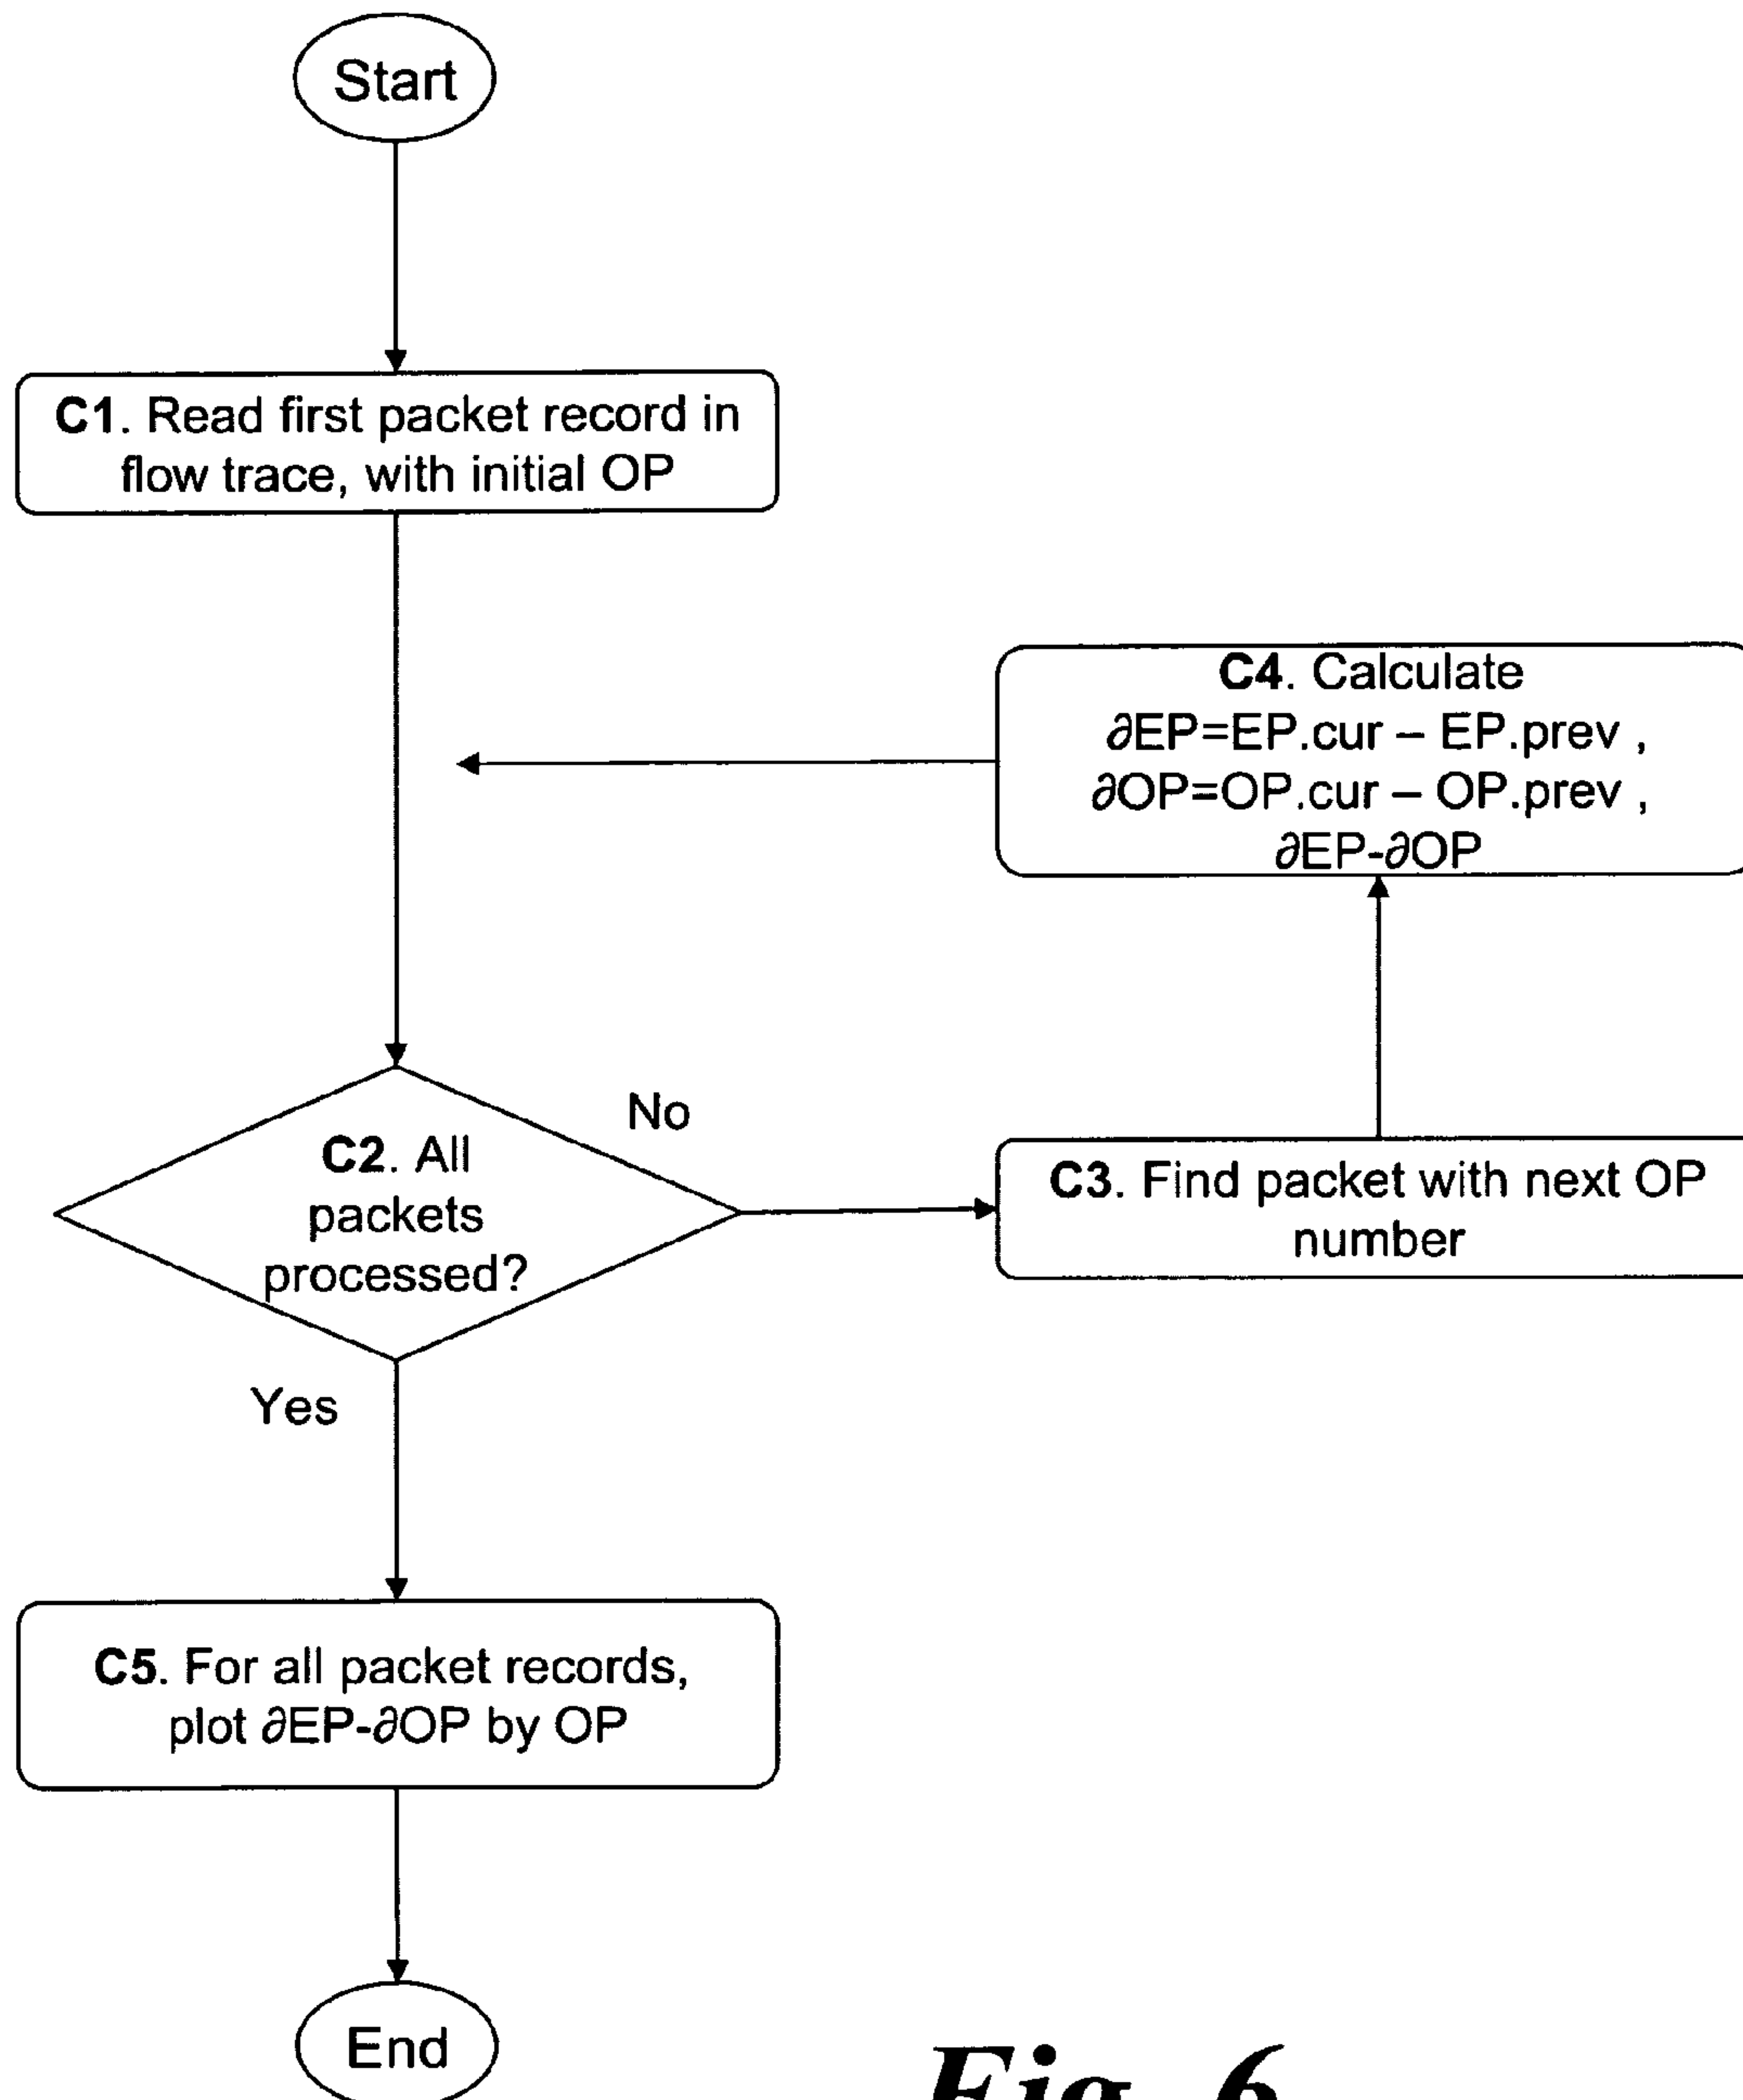 Start
C1. Read first packet record in
flow trace, with initial OP
C4. Calculate
∂EP=EP.cur – EP.prev ,
∂OP=OP.cur – OP.prev ,
∂EP-∂OP
No
C2. All
packets
processed?
C3. Find packet with next OP
number
Yes
C5. For all packet records,
plot ∂EP-∂OP by OP
End
Fig. 6